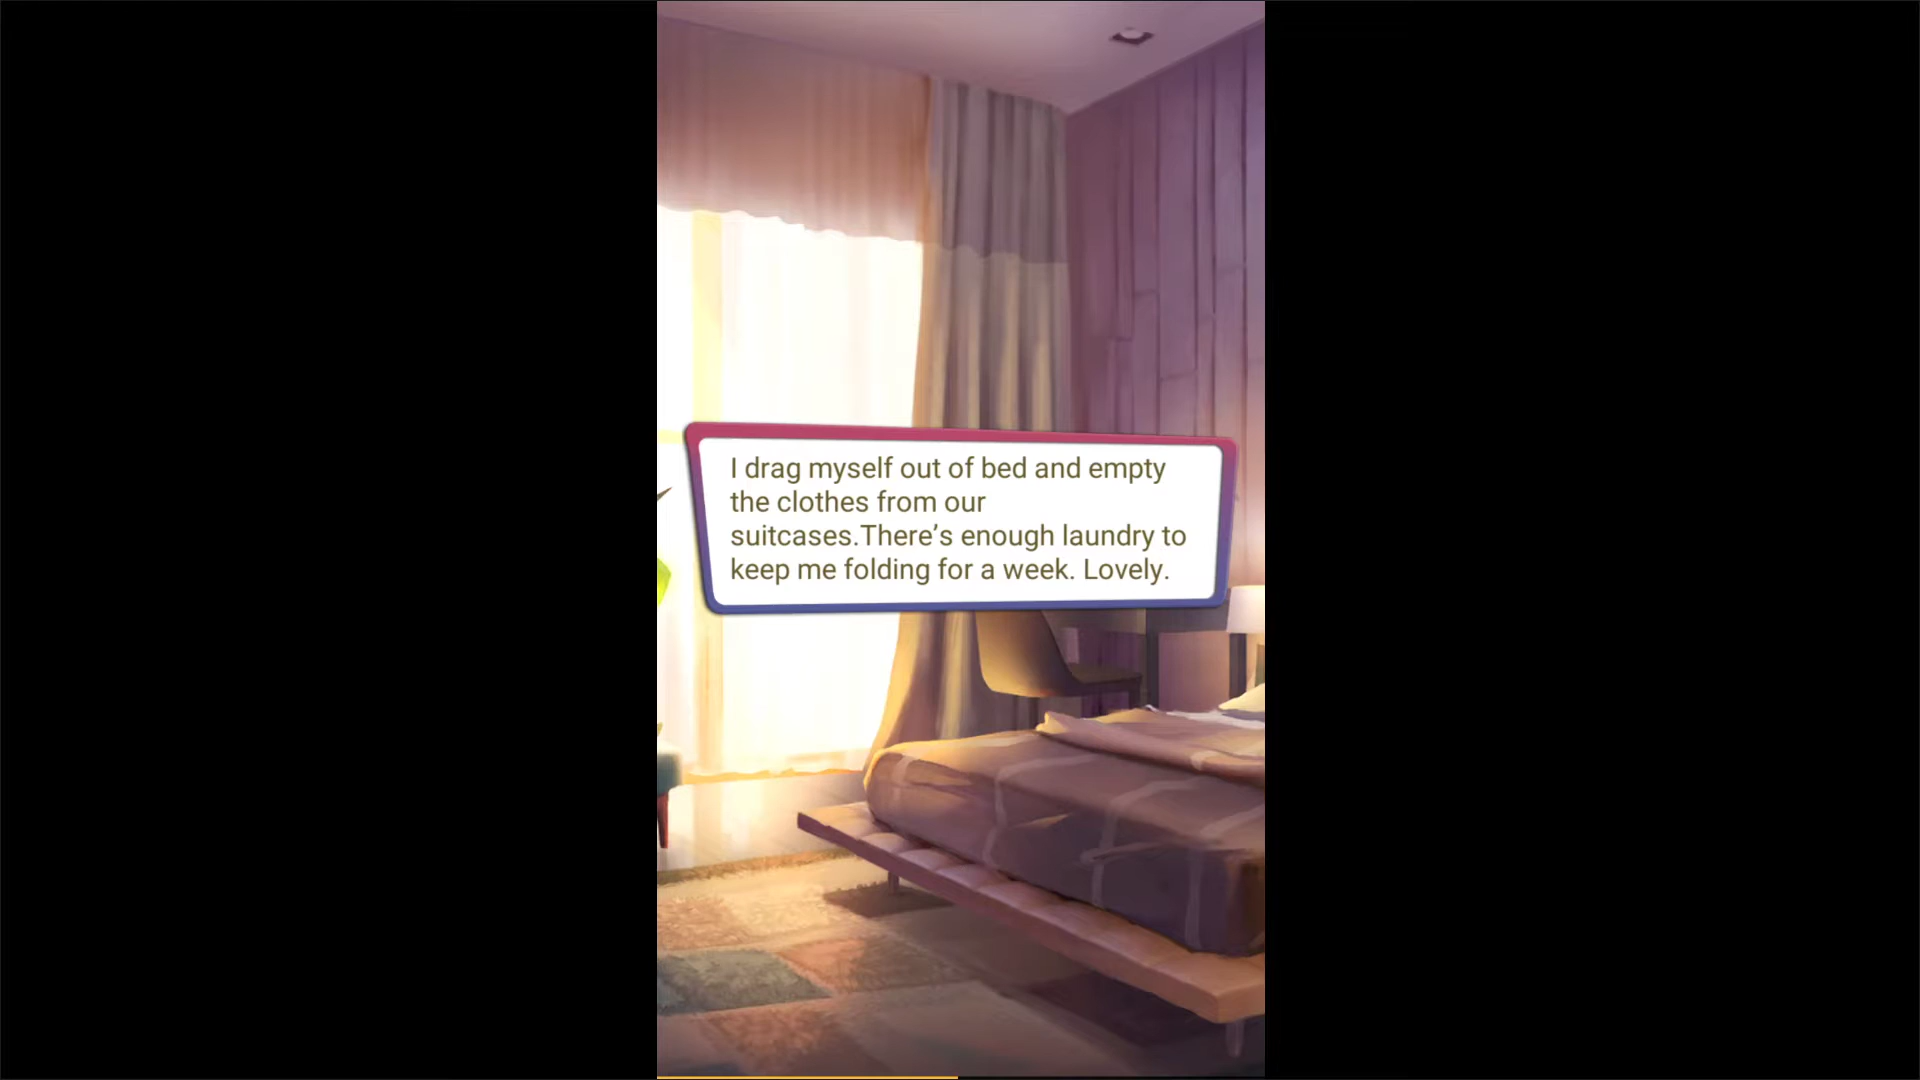 I drag myself out of bed and empty
the clothes from our
suitcases.There’s enough laundry to
keep me folding for a week. Lovely.